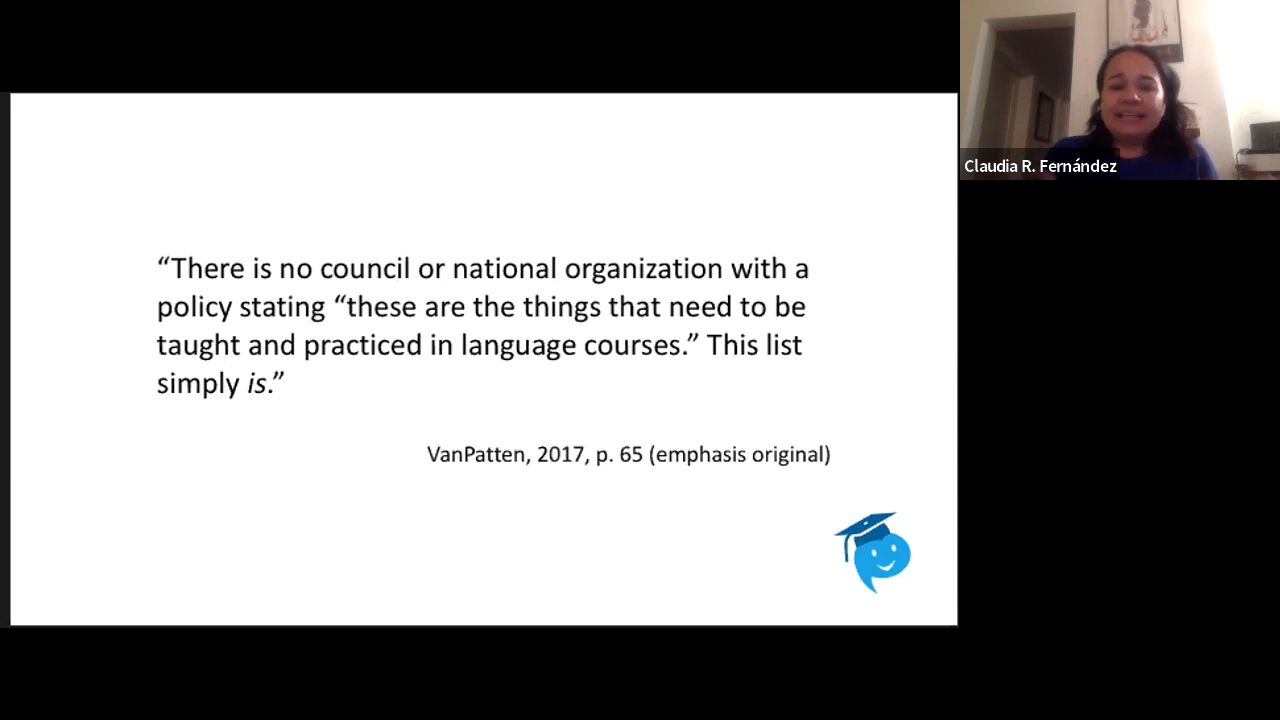 “There is no council or national organization with a
policy stating “these are the things that need to be
taught and practiced in language courses.” This list
simply is.”
VanPatten, 2017, p. 65 (emphasis original)
Claudia R. Fernández